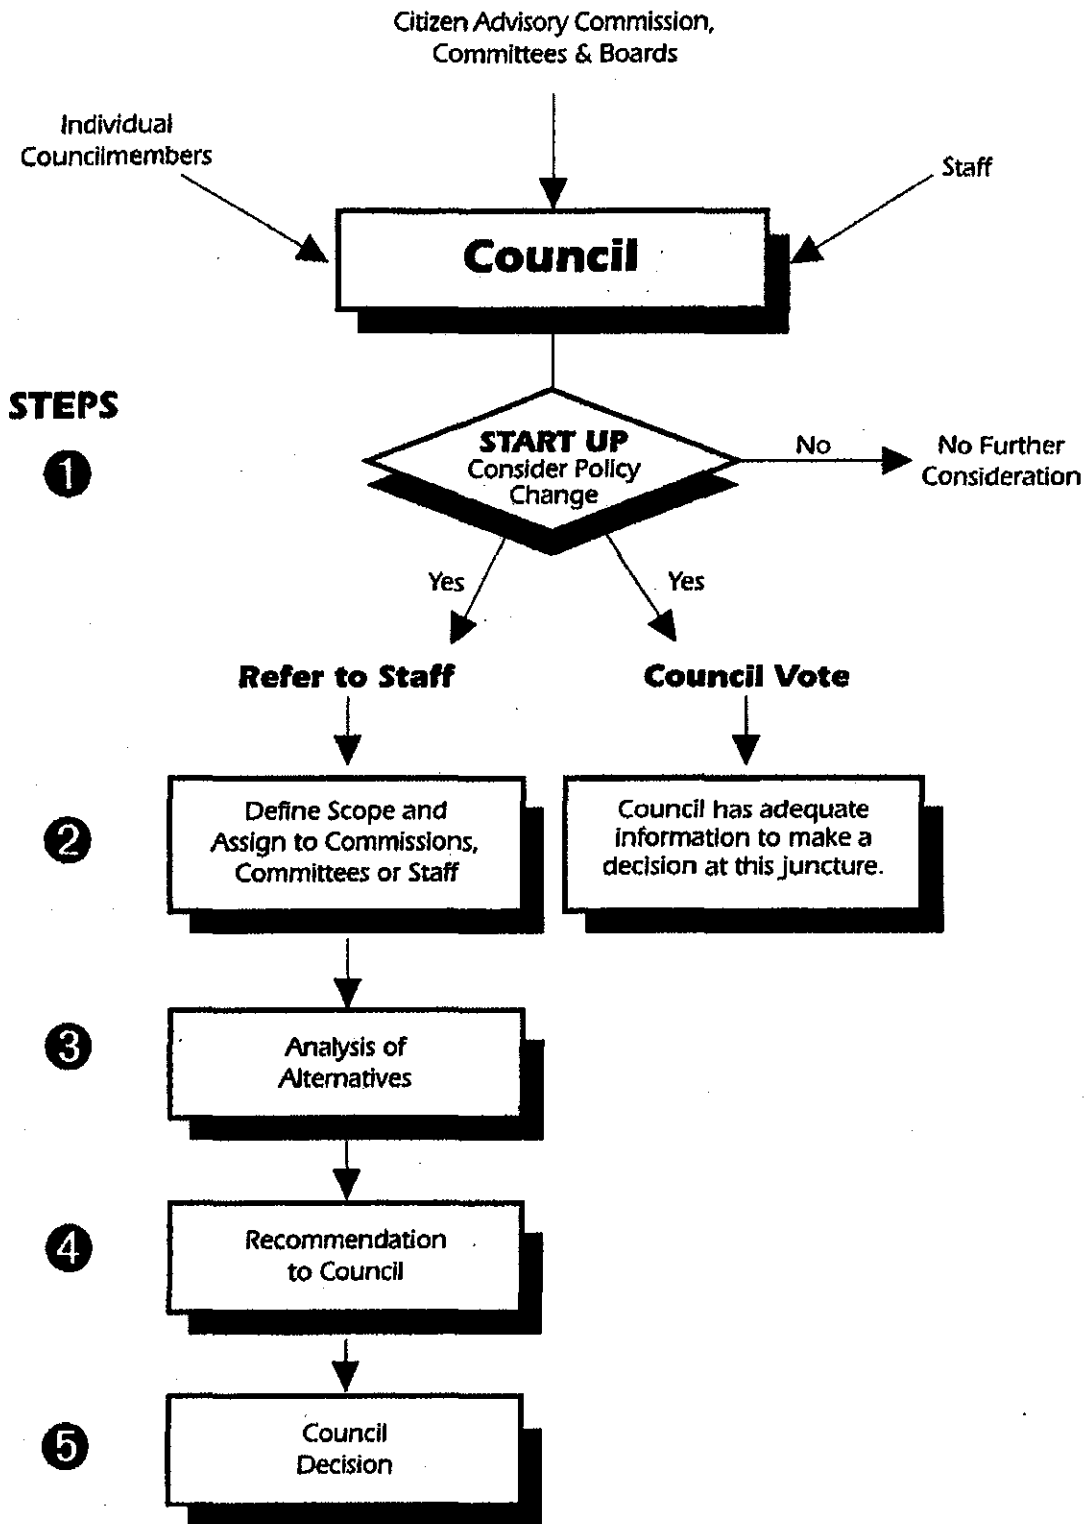 Citizen Advisory Commission,
Committees & Boards
Individual
Councilmembers
Staff
Council
STEPS
1
START UP
Consider Policy
Change
No
No Further
Consideration
Yes
Yes
Refer to Staff
Council Vote
2
Define Scope and
Assign to Commissions,
Committees or Staff
Council has adequate
information to make a
decision at this juncture.
3
Analysis of
Alternatives
4
Recommendation
to Council
5
Council
Decision